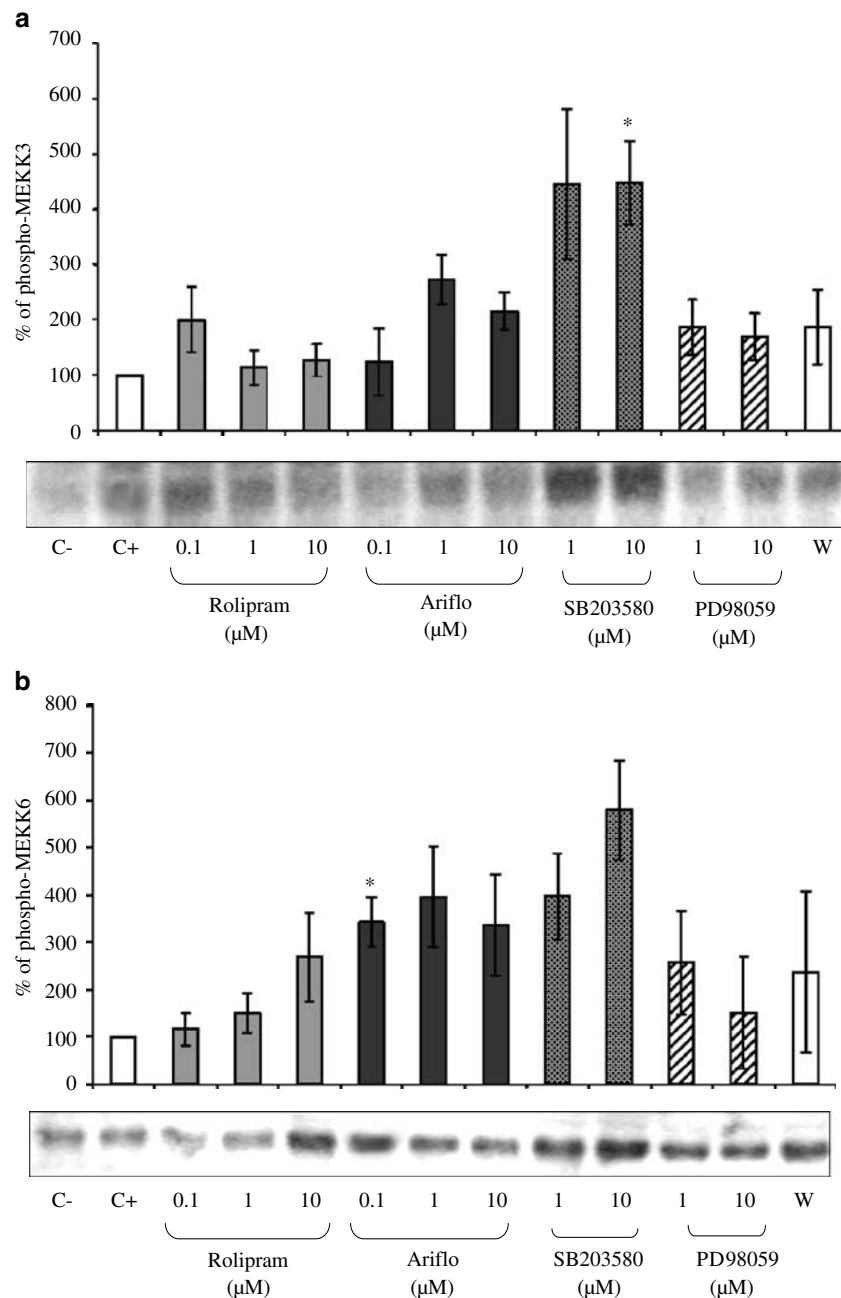 a
700
600
500
400
300
200
100
0
% of phospho-MEKK3
*
C- C+ 0.1 1 10 0.1 1 10 1 10 1 10 W
Rolipram Ariflo SB203580 PD98059
(µM) (µM) (µM) (µM)
b
800
700
600
500
400
300
200
100
0
% of phospho-MEKK6
*
C- C+ 0.1 1 10 0.1 1 10 1 10 1 10 W
Rolipram Ariflo SB203580 PD98059
(µM) (µM) (µM) (µM)